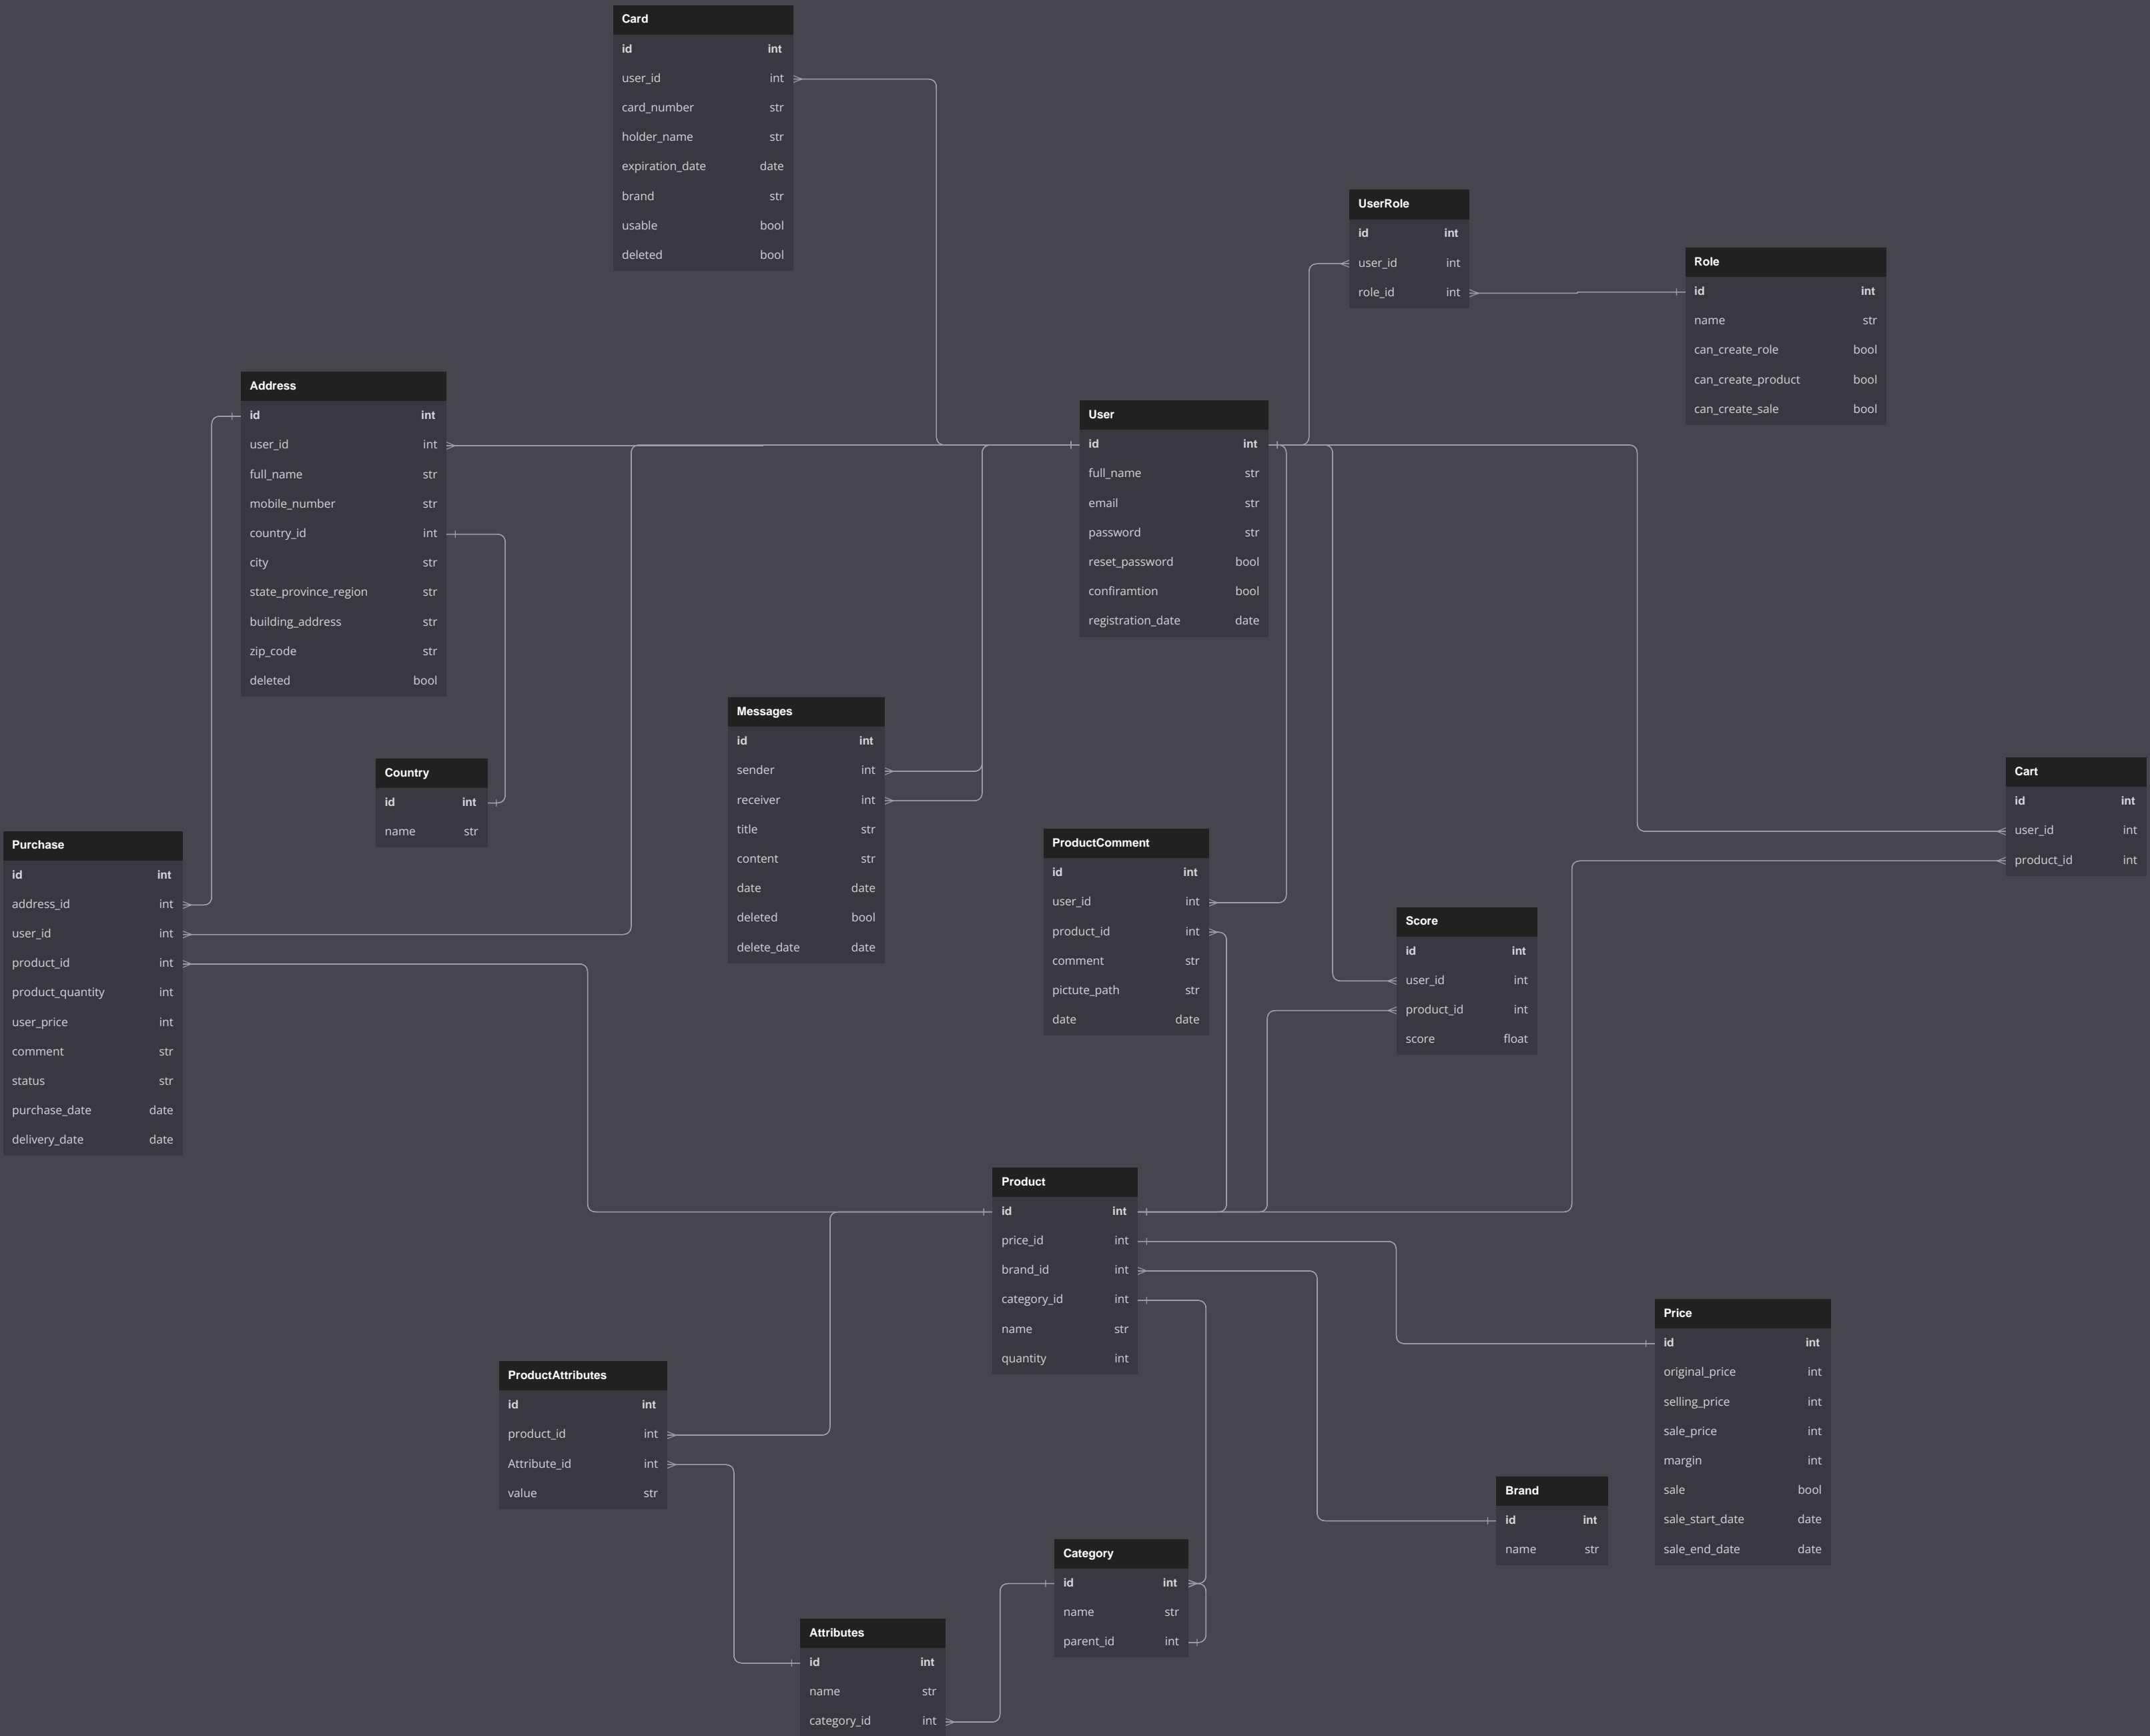 Card
id int
user_id int
card_number str
holder_name str
expiration_date date
brand str
usable bool
deleted bool
UserRole
id int
user_id int
role_id int
Role
id int
name str
can_create_role bool
can_create_product bool
can_create_sale bool
Address
id int
user_id int
full_name str
mobile_number str
country_id int
city str
state_province_region str
building_address str
zip_code str
deleted bool
User
id int
full_name str
email str
password str
reset_password bool
confiramtion bool
registration_date date
Messages
id int
sender int
receiver int
title str
content str
date date
deleted bool
delete_date date
Country
id int
name str
Cart
id int
user_id int
product_id int
Purchase
id int
address_id int
user_id int
product_id int
product_quantity int
user_price int
comment str
status str
purchase_date date
delivery_date date
ProductComment
id int
user_id int
product_id int
comment str
pictute_path str
date date
Score
id int
user_id int
product_id int
score float
Product
id int
price_id int
brand_id int
category_id int
name str
quantity int
Price
id int
original_price int
selling_price int
sale_price int
margin int
sale bool
sale_start_date date
sale_end_date date
ProductAttributes
id int
product_id int
Attribute_id int
value str
Brand
id int
name str
Category
id int
name str
parent_id int
Attributes
id int
name str
category_id int